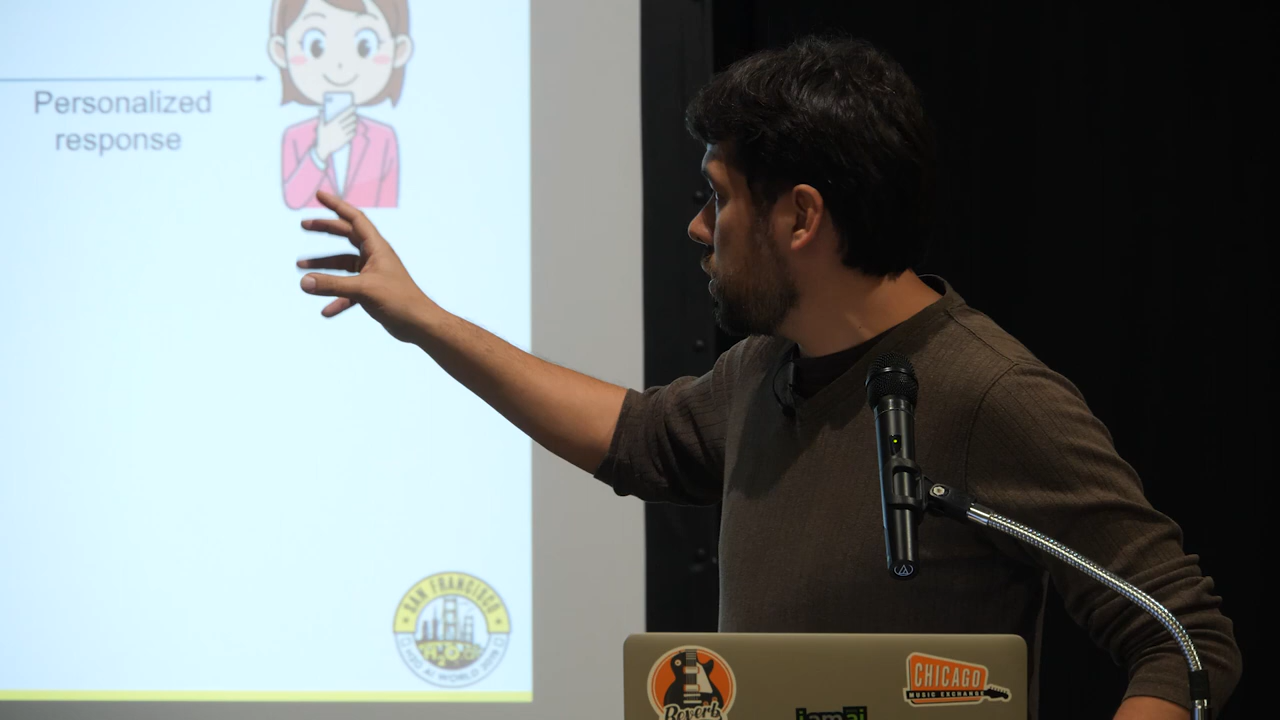 Personalized
response
SAN FRANCISCO
Reverb
CHICAGO
MUSIC EXCHANGE